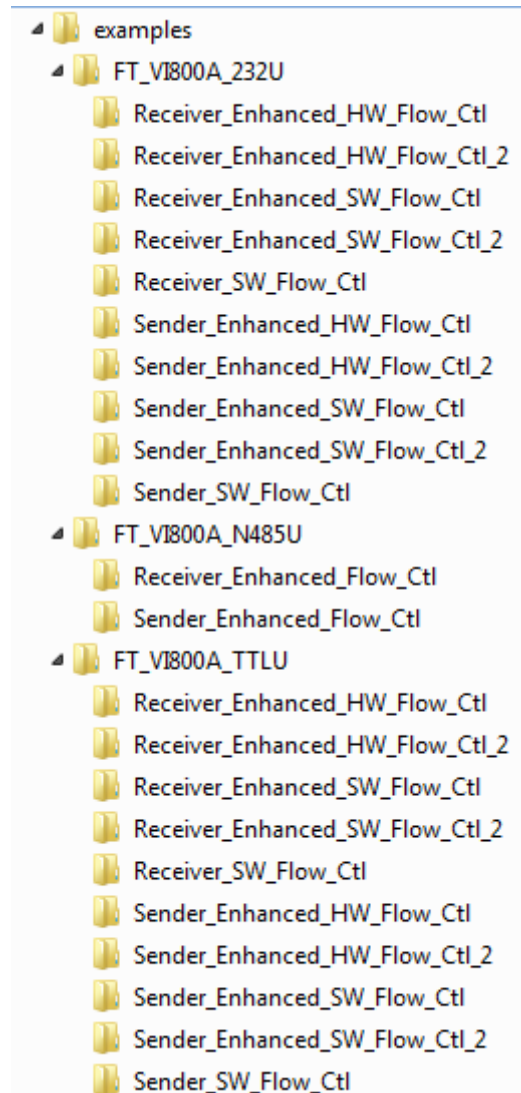 examples
FT_VI800A_232U
Receiver_Enhanced_HW_Flow_Ctl
Receiver_Enhanced_HW_Flow_Ctl_2
Receiver_Enhanced_SW_Flow_Ctl
Receiver_Enhanced_SW_Flow_Ctl_2
Receiver_SW_Flow_Ctl
Sender_Enhanced_HW_Flow_Ctl
Sender_Enhanced_HW_Flow_Ctl_2
Sender_Enhanced_SW_Flow_Ctl
Sender_Enhanced_SW_Flow_Ctl_2
Sender_SW_Flow_Ctl
FT_VI800A_N485U
Receiver_Enhanced_Flow_Ctl
Sender_Enhanced_Flow_Ctl
FT_VI800A_TTLU
Receiver_Enhanced_HW_Flow_Ctl
Receiver_Enhanced_HW_Flow_Ctl_2
Receiver_Enhanced_SW_Flow_Ctl
Receiver_Enhanced_SW_Flow_Ctl_2
Receiver_SW_Flow_Ctl
Sender_Enhanced_HW_Flow_Ctl
Sender_Enhanced_HW_Flow_Ctl_2
Sender_Enhanced_SW_Flow_Ctl
Sender_Enhanced_SW_Flow_Ctl_2
Sender_SW_Flow_Ctl